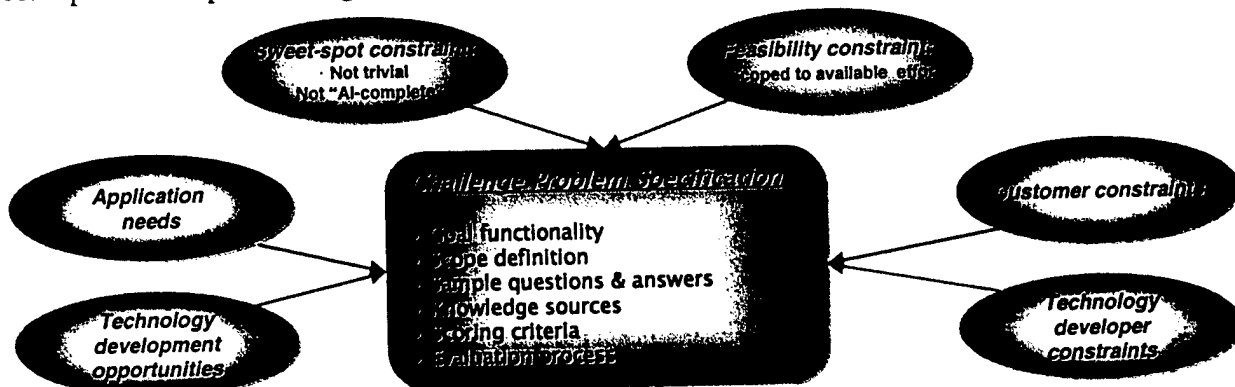 Sweet-spot constraint:
· Not trivial
Not "AI-complete
Feasibility constraint:
coped to available effor
Application
needs
Challenge Problem Specification
· Goal functionality
· Scope definition
· Sample questions & answers
· Knowledge sources
· Scoring criteria
· Evaluation process
Customer constraints
Technology
development
opportunities
Technology
developer
constraints